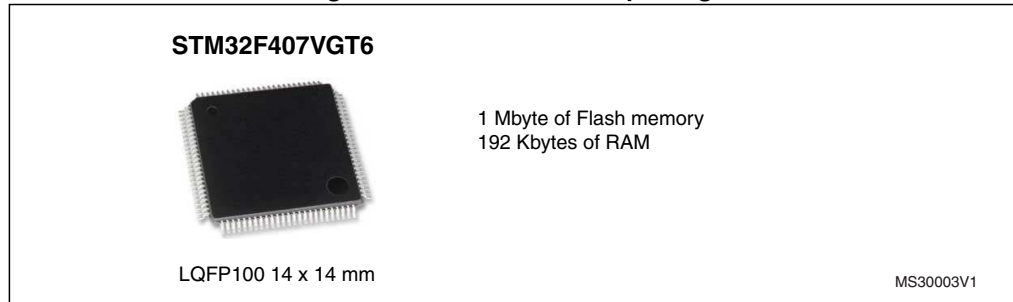 STM32F407VGT6
1 Mbyte of Flash memory
192 Kbytes of RAM
LQFP100 14 x 14 mm
MS30003V1